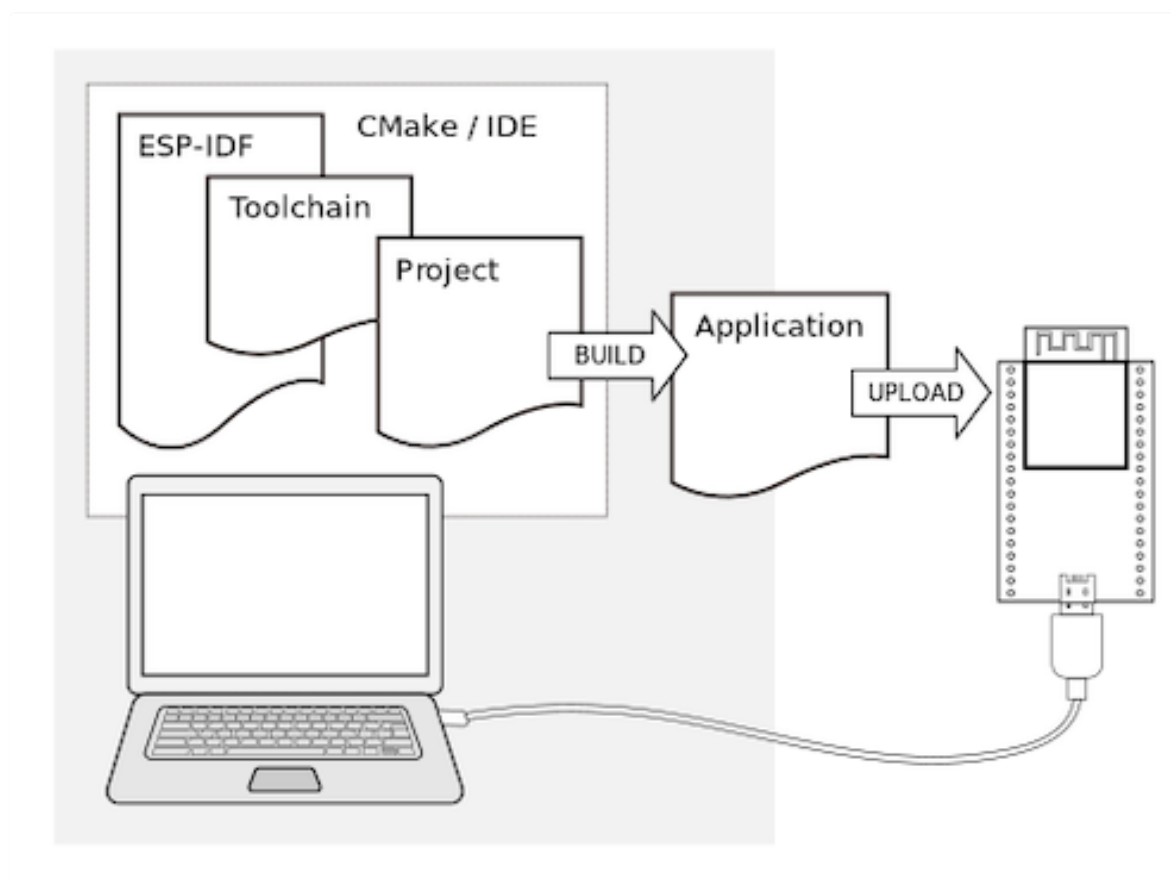 ESP-IDF
CMake / IDE
Toolchain
Project
BUILD
Application
UPLOAD